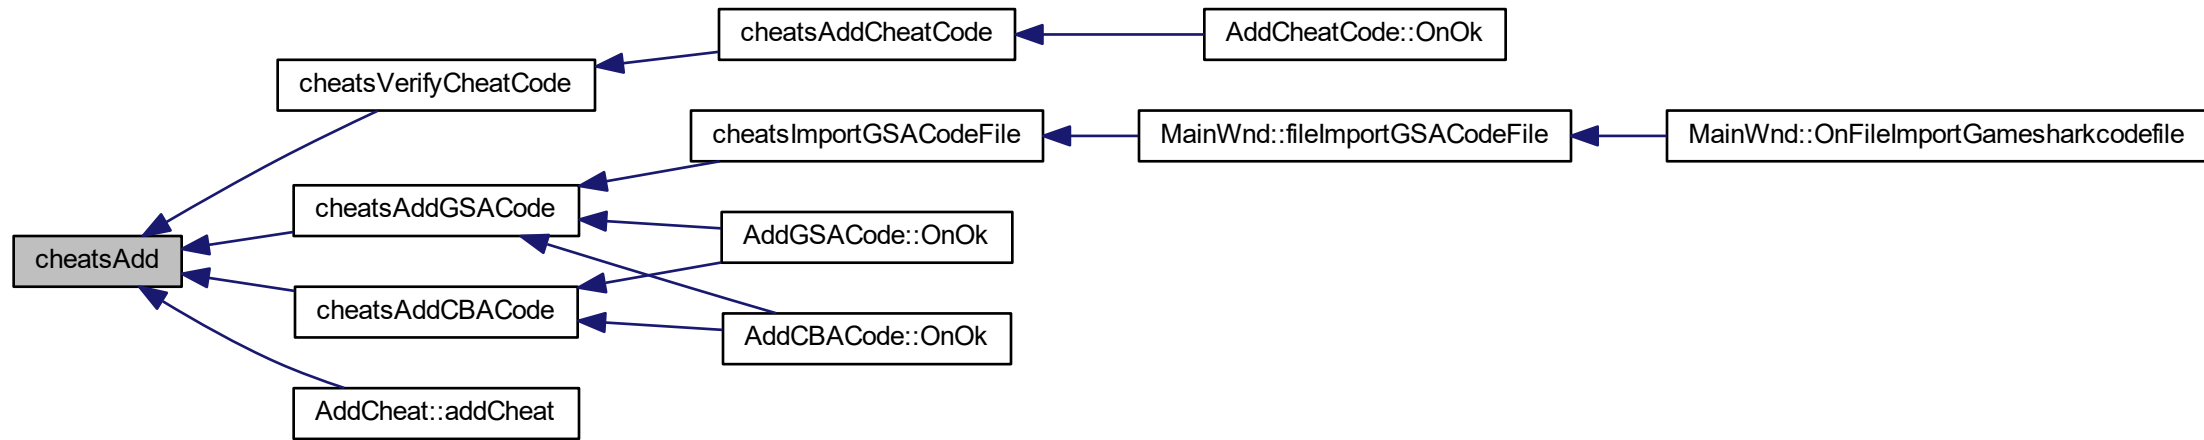 cheatsAddCheatCode
AddCheatCode::OnOk
cheatsVerifyCheatCode
cheatsImportGSACodeFile
MainWnd::fileImportGSACodeFile
MainWnd::OnFileImportGamesharkcodefile
cheatsAddGSACode
AddGSACode::OnOk
cheatsAdd
cheatsAddCBACode
AddCBACode::OnOk
AddCheat::addCheat